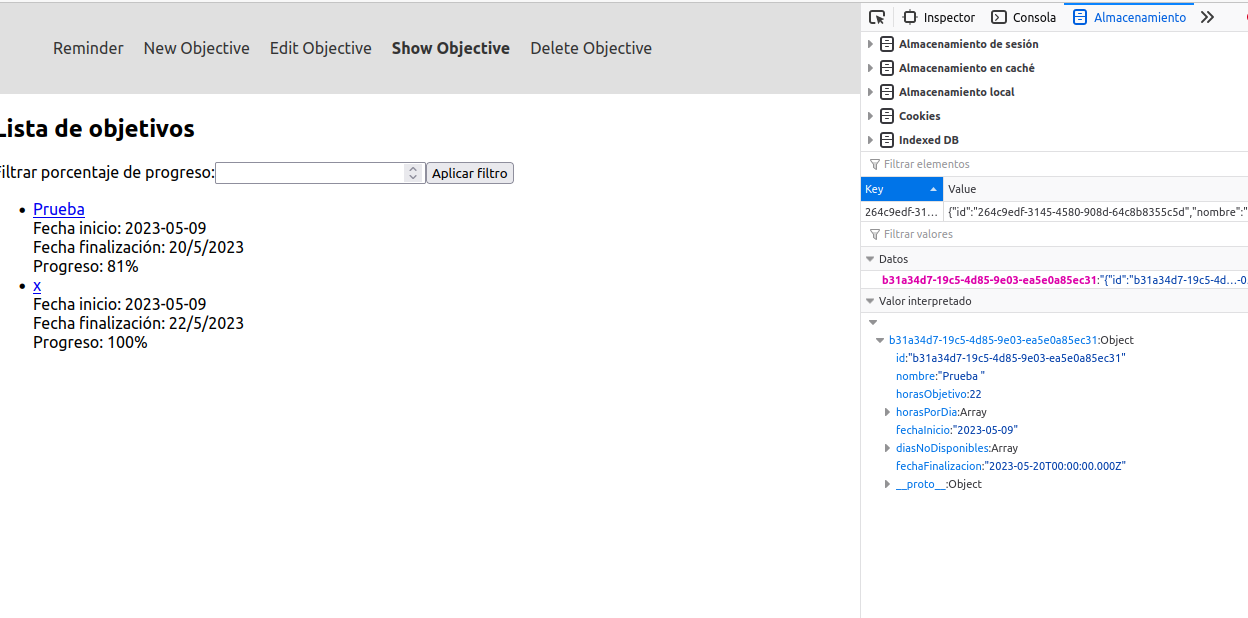 Reminder New Objective Edit Objective Show Objective Delete Objective
Lista de objetivos
Filtrar porcentaje de progreso: Aplicar filtro
Prueba
Fecha inicio: 2023-05-09
Fecha finalización: 20/5/2023
Progreso: 81%
x
Fecha inicio: 2023-05-09
Fecha finalización: 22/5/2023
Progreso: 100%
Inspector Consola Almacenamiento
Almacenamiento de sesión
Almacenamiento en caché
Almacenamiento local
Cookies
Indexed DB
Filtrar elementos
Key Value
264c9edf-31... {"id":"264c9edf-3145-4580-908d-64c8b8355c5d","nombre":"
Filtrar valores
Datos
b31a34d7-19c5-4d85-9e03-ea5e0a85ec31:"{"id":"b31a34d7-19c5-4d...-0
Valor interpretado
b31a34d7-19c5-4d85-9e03-ea5e0a85ec31:Object
id:"b31a34d7-19c5-4d85-9e03-ea5e0a85ec31"
nombre:"Prueba "
horasObjetivo:22
horasPorDia:Array
fechaInicio:"2023-05-09"
diasNoDisponibles:Array
fechaFinalizacion:"2023-05-20T00:00:00.000Z"
__proto__:Object